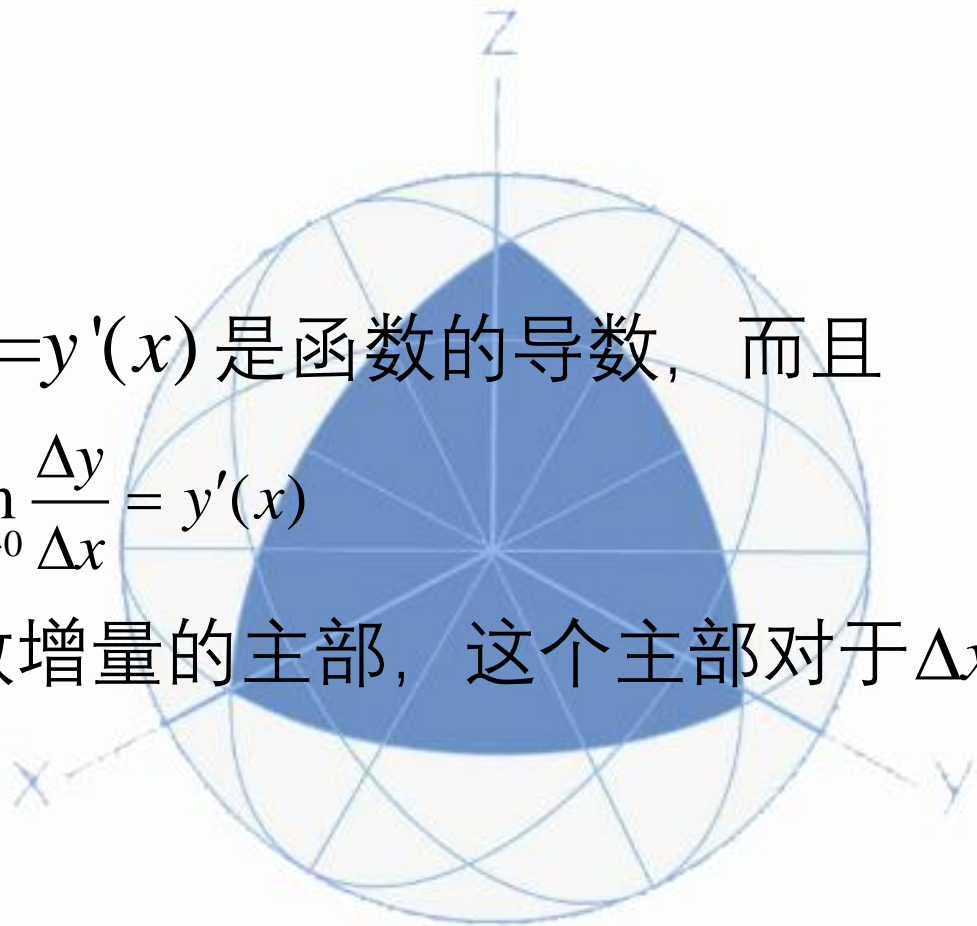 Z
=y'(x) 是函数的导数，而且
Δy/Δx = y′(x)
增量的主部，这个主部对于Δx
X
Y